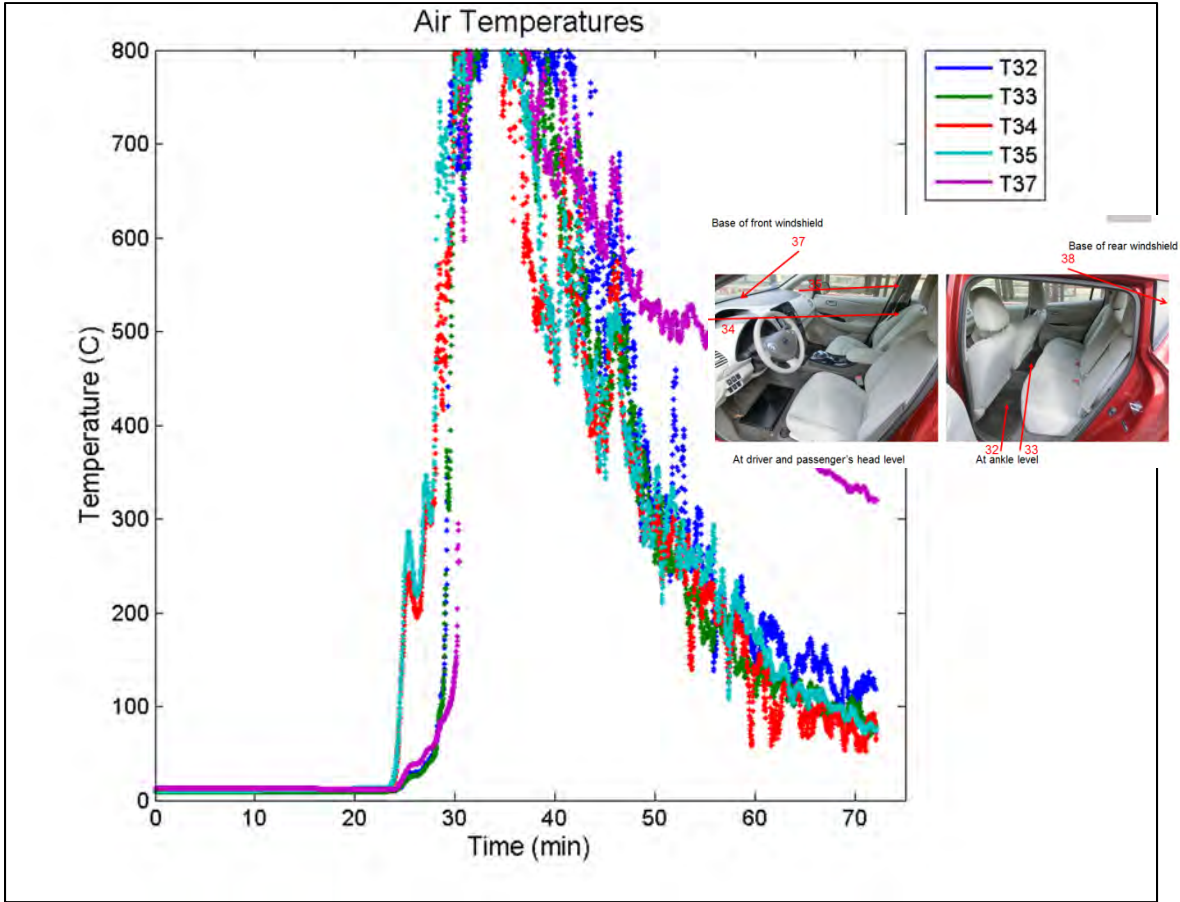 Air Temperatures
800
700
600
500
400
300
200
100
0
0
10
20
30
40
50
60
70
Temperature (C)
Time (min)
T32
T33
T34
T35
T37
Base of front windshield
37
34
At driver and passenger's head level
Base of rear windshield
38
32
33
At ankle level